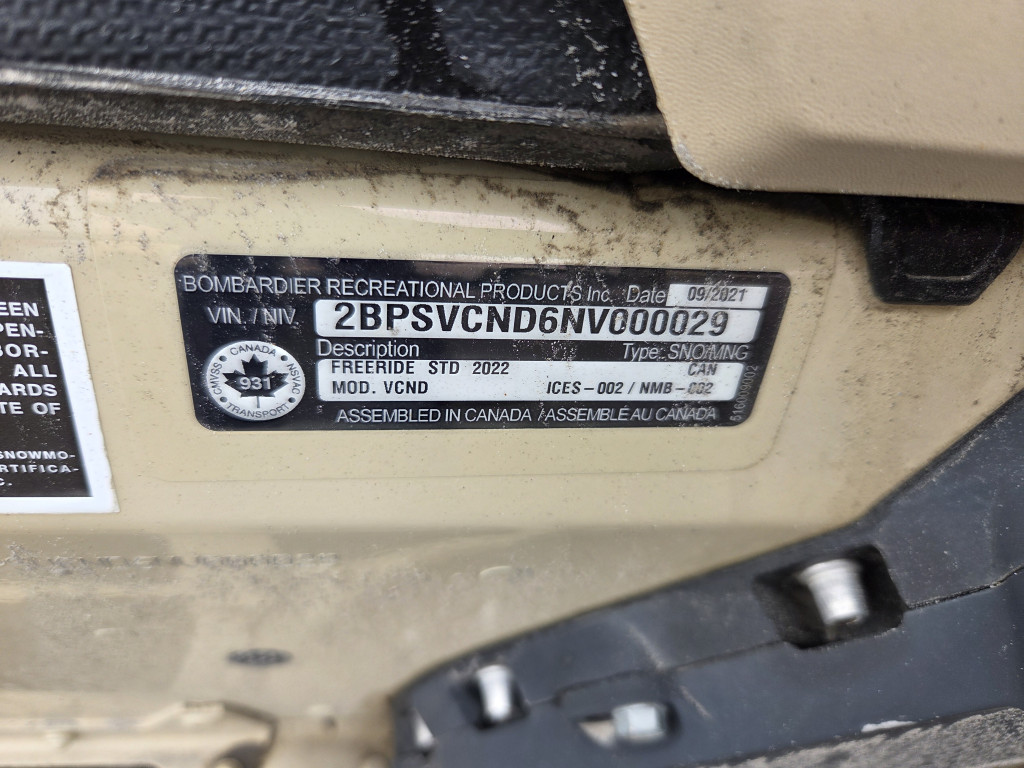 BOMBARDIER RECREATIONAL PRODUCTS Inc. Date 09/2021
VIN / NIV 2BPSVCND6NV000029
Description Type: SNO/MNG
FREERIDE STD 2022 CAN
MOD. VCND ICES-002 / NMB-002
ASSEMBLED IN CANADA / ASSEMBLÉ AU CANADA
CANADA
CMVSS 931 NSVAC
TRANSPORT
EEN
PEN-
BOR-
ALL
ARDS
TE OF
SNOWMO-
RTIFICA-
C.